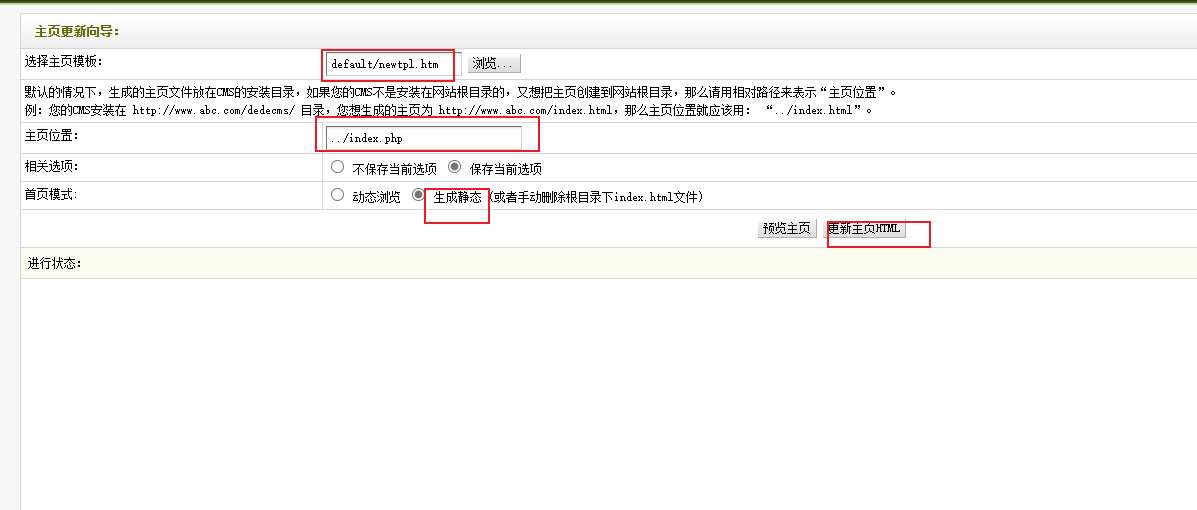 主页更新向导：
选择主页模板： default/newtpl.htm 浏览...
默认的情况下，生成的主页文件放在CMS的安装目录，如果您的CMS不是安装在网站根目录的，又想把主页创建到网站根目录，那么请用相对路径来表示“主页位置”。
例：您的CMS安装在 http://www.abc.com/dedecms/ 目录，您想生成的主页为 http://www.abc.com/index.html，那么主页位置就应该用： “../index.html”。
主页位置： ../index.php
相关选项： 不保存当前选项 保存当前选项
首页模式: 动态浏览 生成静态 (或者手动删除根目录下index.html文件)
预览主页 更新主页HTML
进行状态：